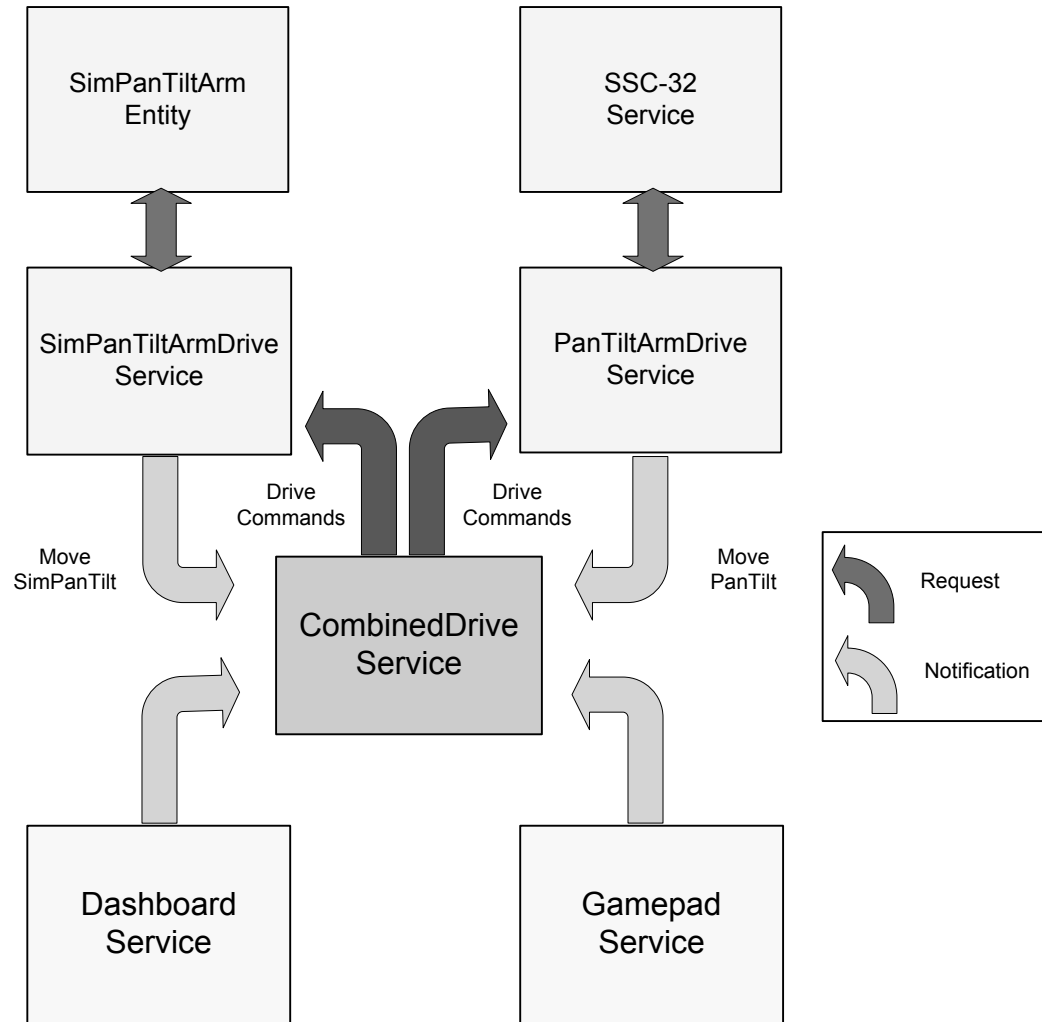 SimPanTiltArm
Entity
SSC-32
Service
SimPanTiltArmDrive
Service
PanTiltArmDrive
Service
Drive
Commands
Drive
Commands
Move
SimPanTilt
Move
PanTilt
CombinedDrive
Service
Request
Notification
Dashboard
Service
Gamepad
Service